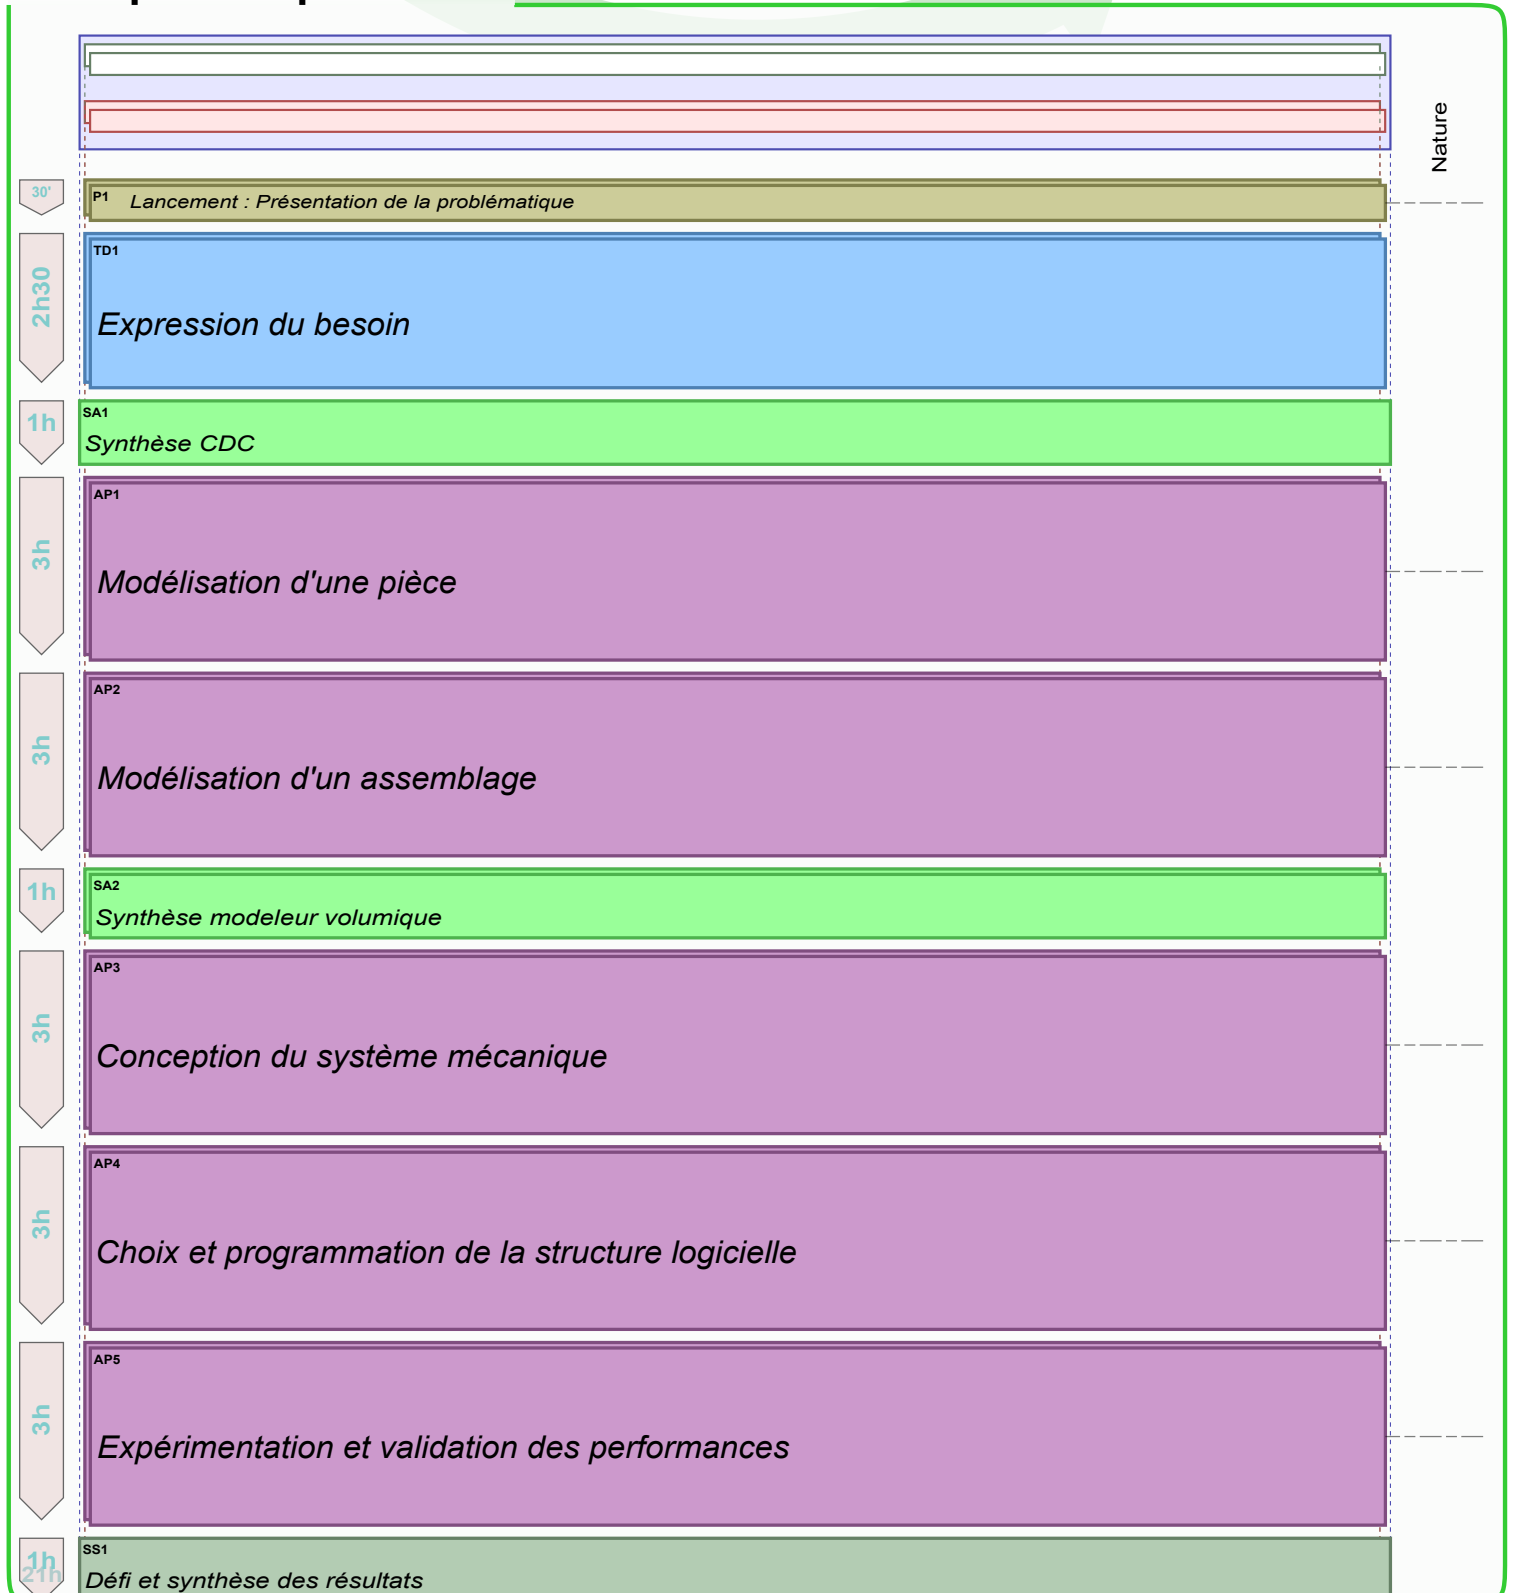 Nature
30'
P1 Lancement : Présentation de la problématique
2h30
TD1
Expression du besoin
1h
SA1
Synthèse CDC
3h
AP1
Modélisation d'une pièce
3h
AP2
Modélisation d'un assemblage
1h
SA2
Synthèse modeleur volumique
3h
AP3
Conception du système mécanique
3h
AP4
Choix et programmation de la structure logicielle
3h
AP5
Expérimentation et validation des performances
1h
21h
SS1
Défi et synthèse des résultats